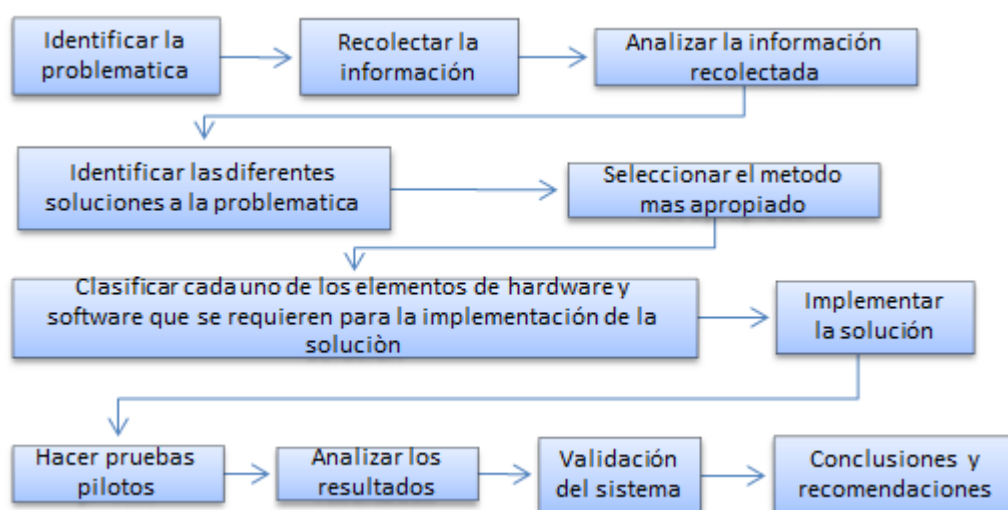 Identificar la
problematica
Recolectar la
información
Analizar la información
recolectada
Identificar las diferentes
soluciones a la problematica
Seleccionar el metodo
mas apropiado
Clasificar cada uno de los elementos de hardware y
software que se requieren para la implementación de la
soluciòn
Implementar
la solución
Hacer pruebas
pilotos
Analizar los
resultados
Validación
del sistema
Conclusiones y
recomendaciones